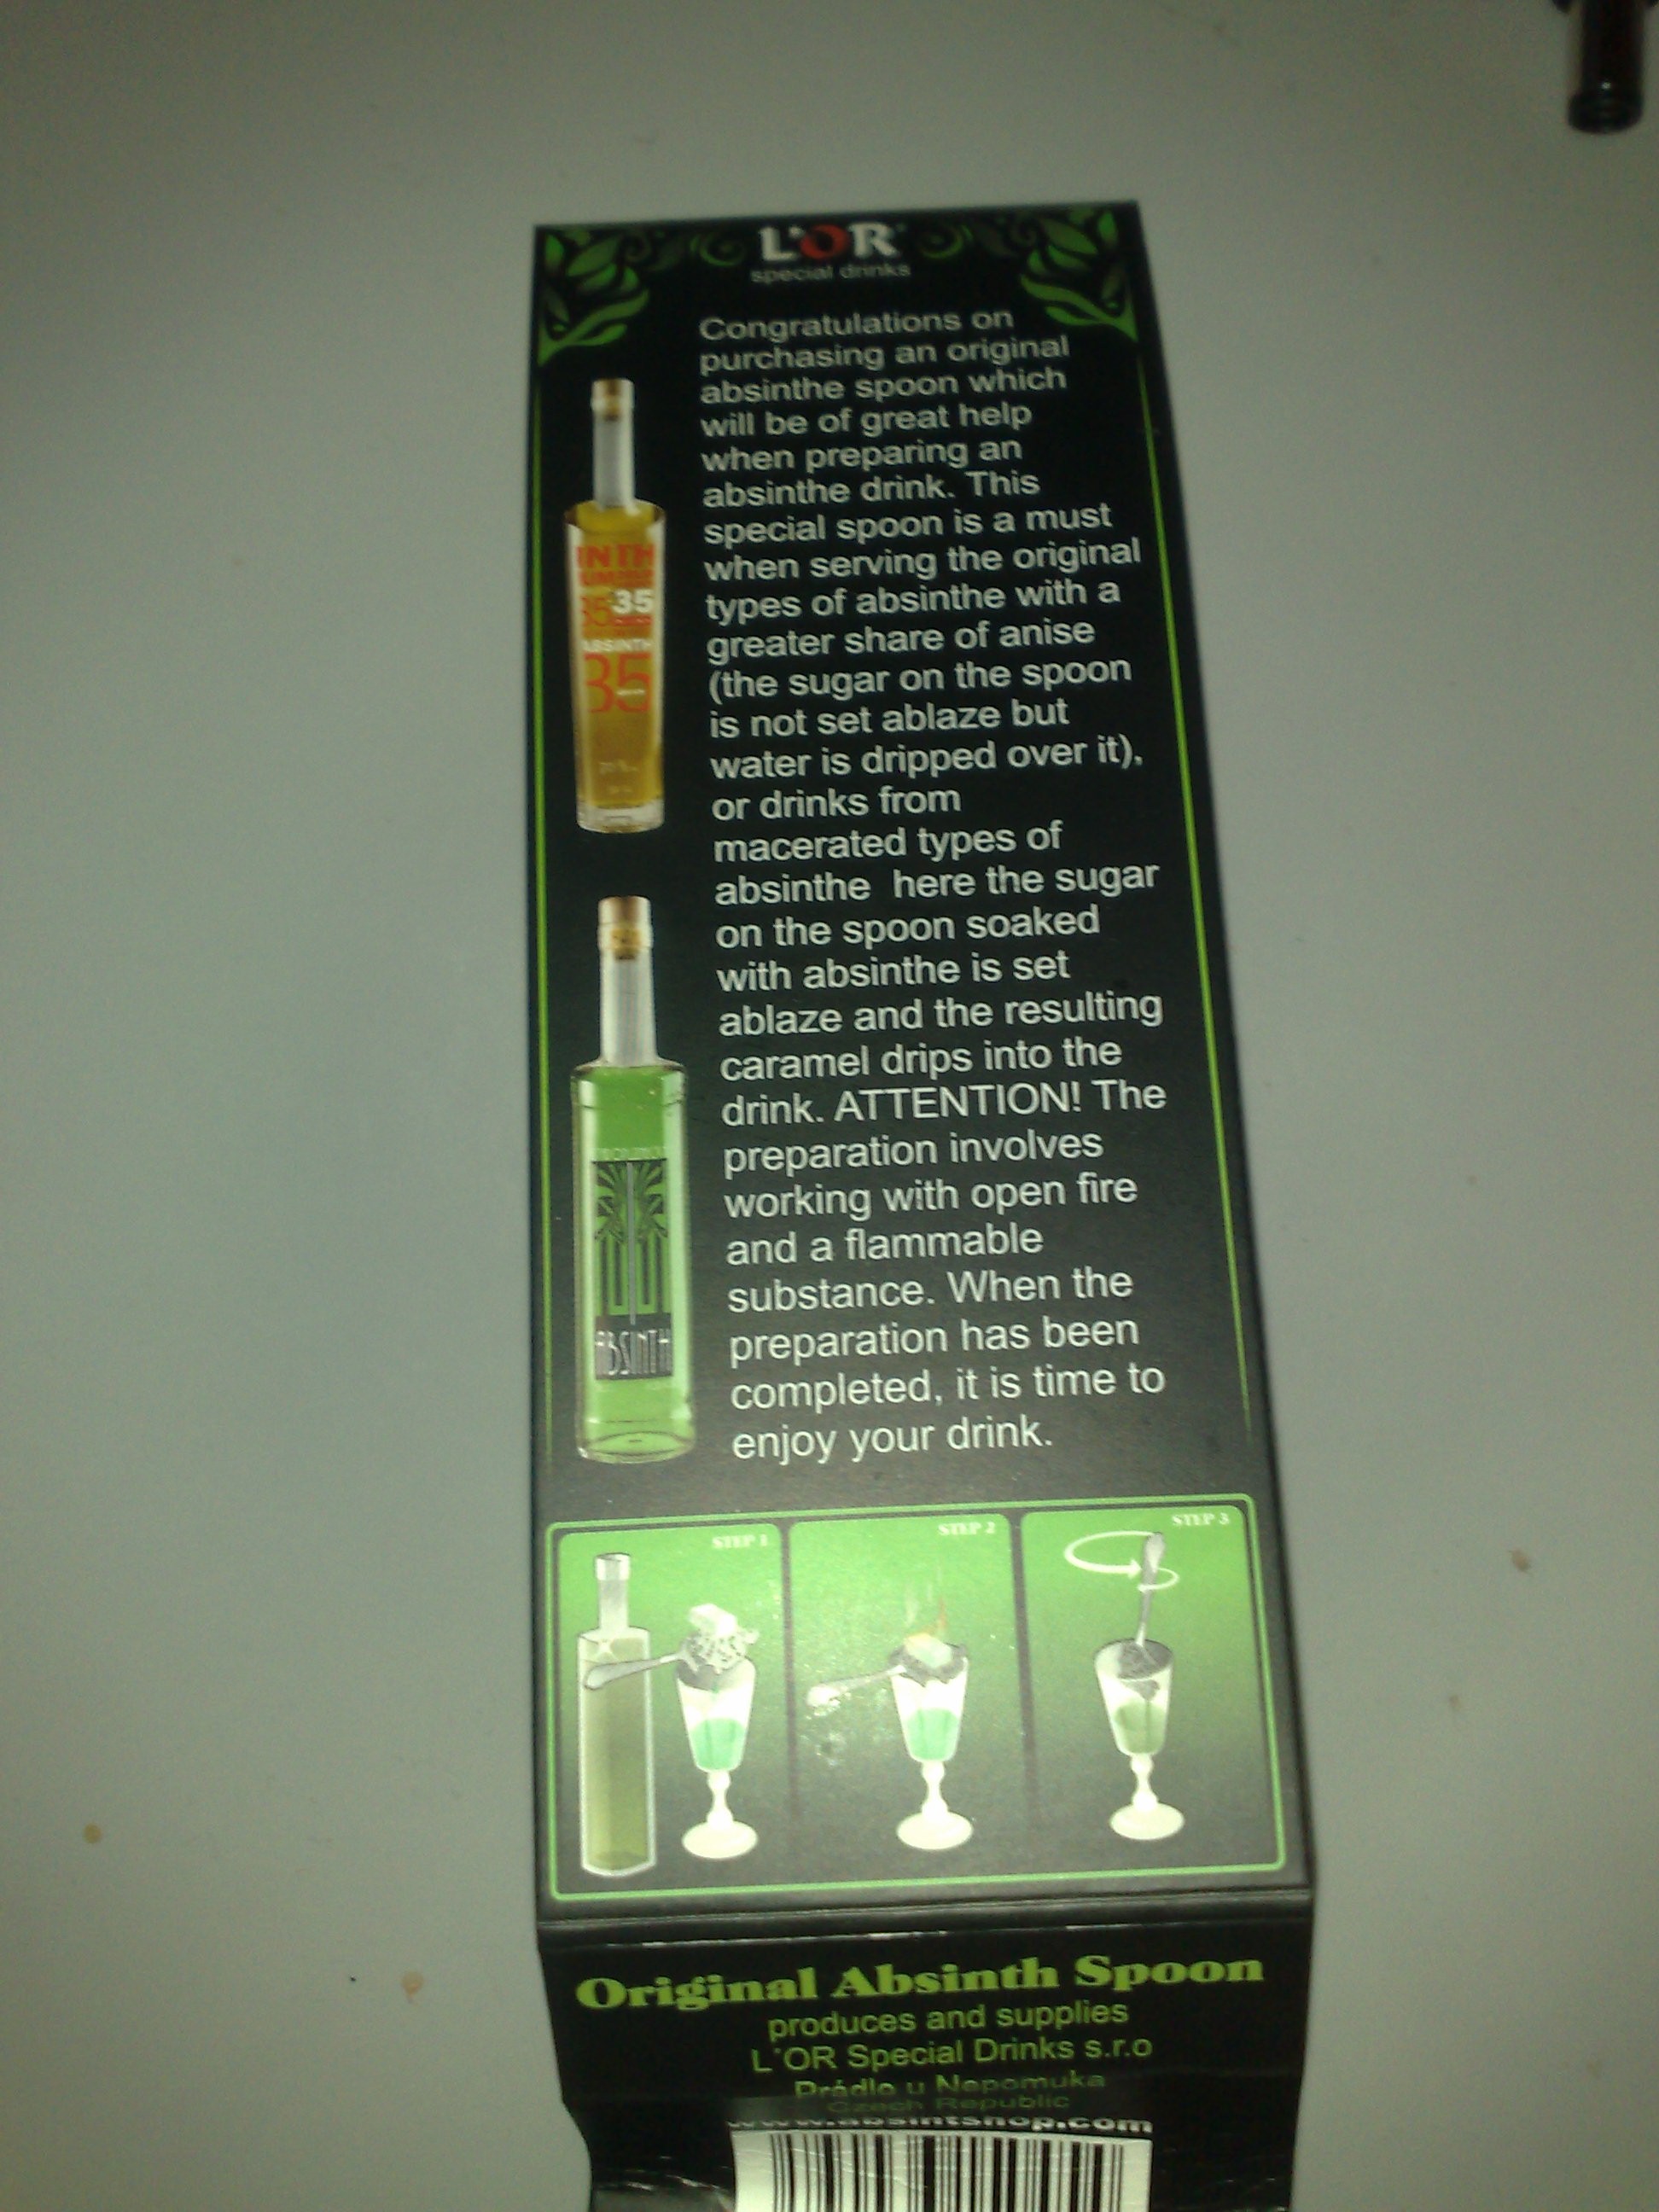 L'OR
special drinks
Congratulations on
purchasing an original
absinthe spoon which
will be of great help
when preparing an
absinthe drink. This
special spoon is a must
when serving the original
types of absinthe with a
greater share of anise
(the sugar on the spoon
is not set ablaze but
water is dripped over it),
or drinks from
macerated types of
absinthe here the sugar
on the spoon soaked
with absinthe is set
ablaze and the resulting
caramel drips into the
drink. ATTENTION! The
preparation involves
working with open fire
and a flammable
substance. When the
preparation has been
completed, it is time to
enjoy your drink.
INTH
35 35
ABSINTH
35
ABSINTH
STEP 1
STEP 2
STEP 3
Original Absinth Spoon
produces and supplies
L'OR Special Drinks s.r.o
Prádlo u Nepomuka
Czech Republic
www.absintshop.com